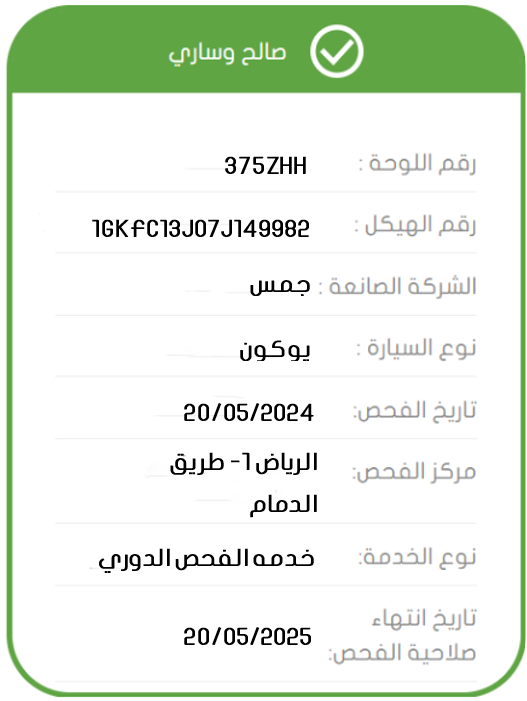 صالح وساري
رقم اللوحة : 375ZHH
رقم الهيكل : 1GKFC13J07J149982
الشركة الصانعة : جمس
نوع السيارة : يوكون
تاريخ الفحص: 20/05/2024
مركز الفحص: الرياض 1- طريق
الدمام
نوع الخدمة: خدمه الفحص الدوري
تاريخ انتهاء
صلاحية الفحص: 20/05/2025